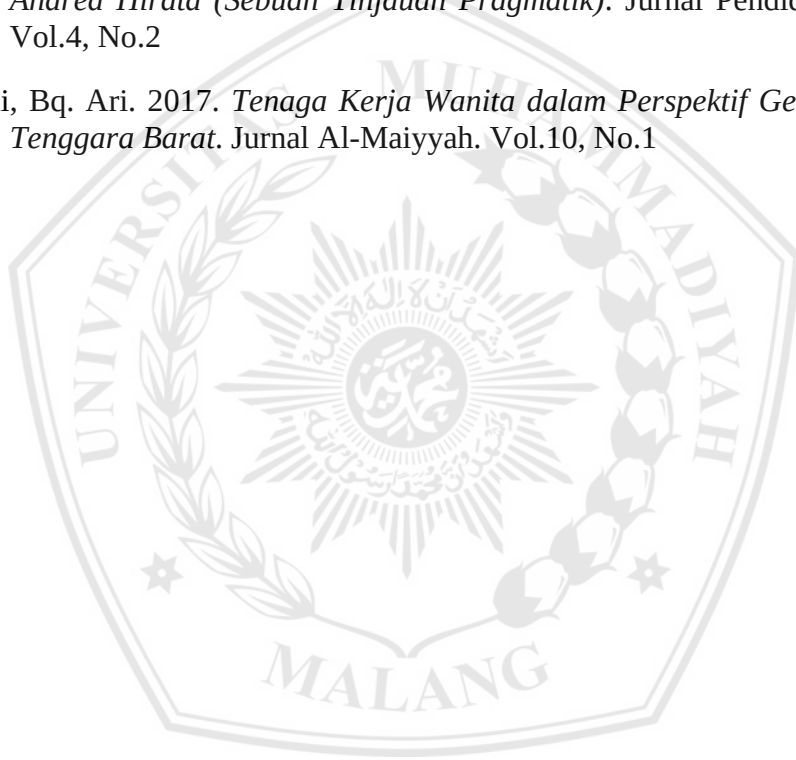 Andrea Hirata (Sebuah Tinjauan Pragmatik). Jurnal Pendid
Vol.4, No.2
i, Bq. Ari. 2017. Tenaga Kerja Wanita dalam Perspektif Ge
Tenggara Barat. Jurnal Al-Maiyyah. Vol.10, No.1
UNIVERSITAS MUHAMMADIYAH
MALANG